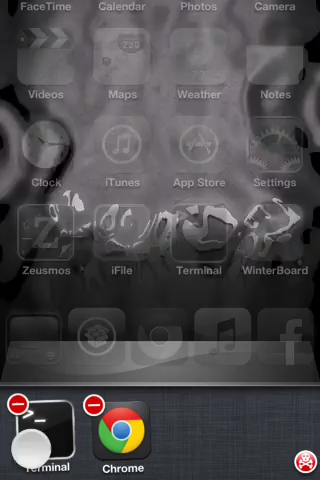 FaceTime Calendar Photos Camera
280
Videos Maps Weather Notes
Clock iTunes App Store Settings
Z
Zeusmos iFile Terminal WinterBoard
f
>_
Terminal Chrome